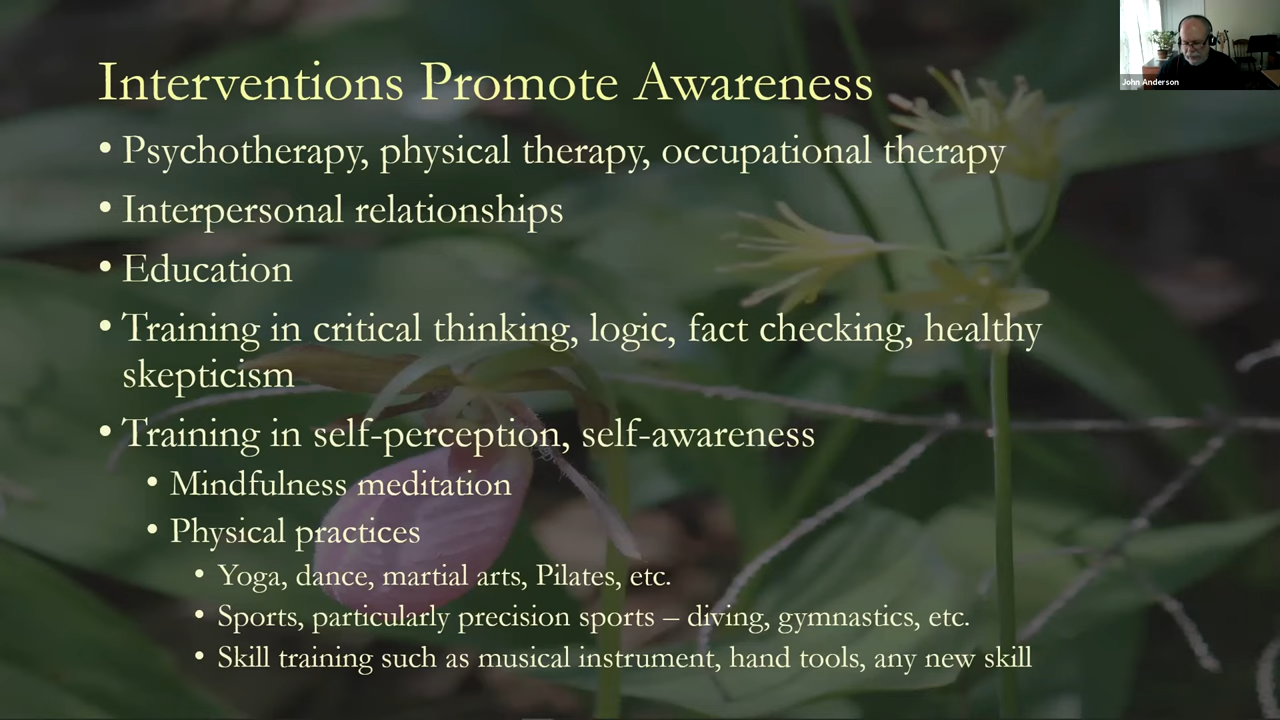 Interventions Promote Awareness
John Anderson
• Psychotherapy, physical therapy, occupational therapy
• Interpersonal relationships
• Education
• Training in critical thinking, logic, fact checking, healthy
skepticism
• Training in self-perception, self-awareness
• Mindfulness meditation
• Physical practices
• Yoga, dance, martial arts, Pilates, etc.
• Sports, particularly precision sports – diving, gymnastics, etc.
• Skill training such as musical instrument, hand tools, any new skill